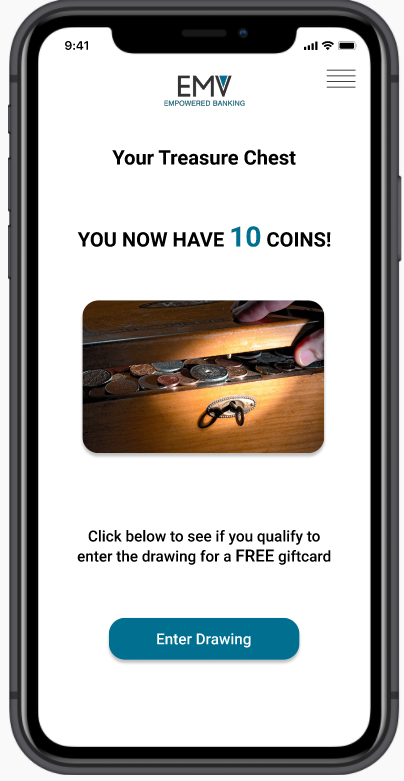 9:41
EMV
EMPOWERED BANKING
Your Treasure Chest
YOU NOW HAVE 10 COINS!
Click below to see if you qualify to
enter the drawing for a FREE giftcard
Enter Drawing